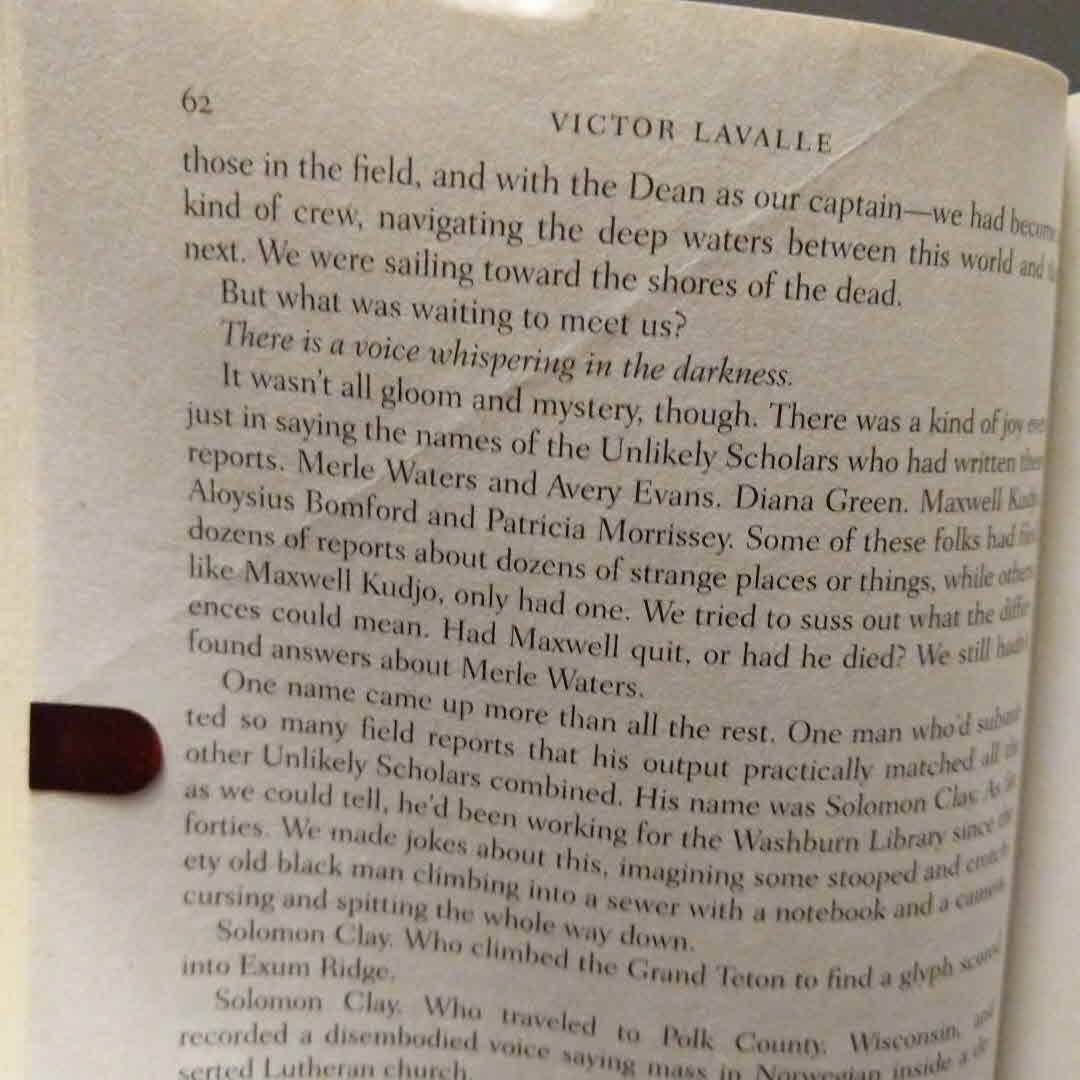 62
VICTOR LAVALLE
those in the field, and with the Dean as our captain—we had
kind of crew, navigating the deep waters between this world and
next. We were sailing toward the shores of the dead.
But what was waiting to meet us?
There is a voice whispering in the darkness.
It wasn't all gloom and mystery, though. There was a kind of joy
just in saying the names of the Unlikely Scholars who had written
reports. Merle Waters and Avery Evans. Diana Green. Maxwell
Aloysius Bomford and Patricia Morrissey. Some of these folks had
dozens of reports about dozens of strange places or things, while
like Maxwell Kudjo, only had one. We tried to suss out what the
ences could mean. Had Maxwell quit, or had he died? We still
found answers about Merle Waters.
One name came up more than all the rest. One man who'd
ted so many field reports that his output practically matched all
other Unlikely Scholars combined. His name was Solomon Clay. As
as we could tell, he'd been working for the Washburn Library since
forties. We made jokes about this, imagining some stooped and
ety old black man climbing into a sewer with a notebook and a
cursing and spitting the whole way down.
Solomon Clay. Who climbed the Grand Teton to find a glyph
into Exum Ridge.
Solomon Clay. Who traveled to Polk County, Wisconsin, and
recorded a disembodied voice saying mass in Norwegian inside a de
serted Lutheran church.